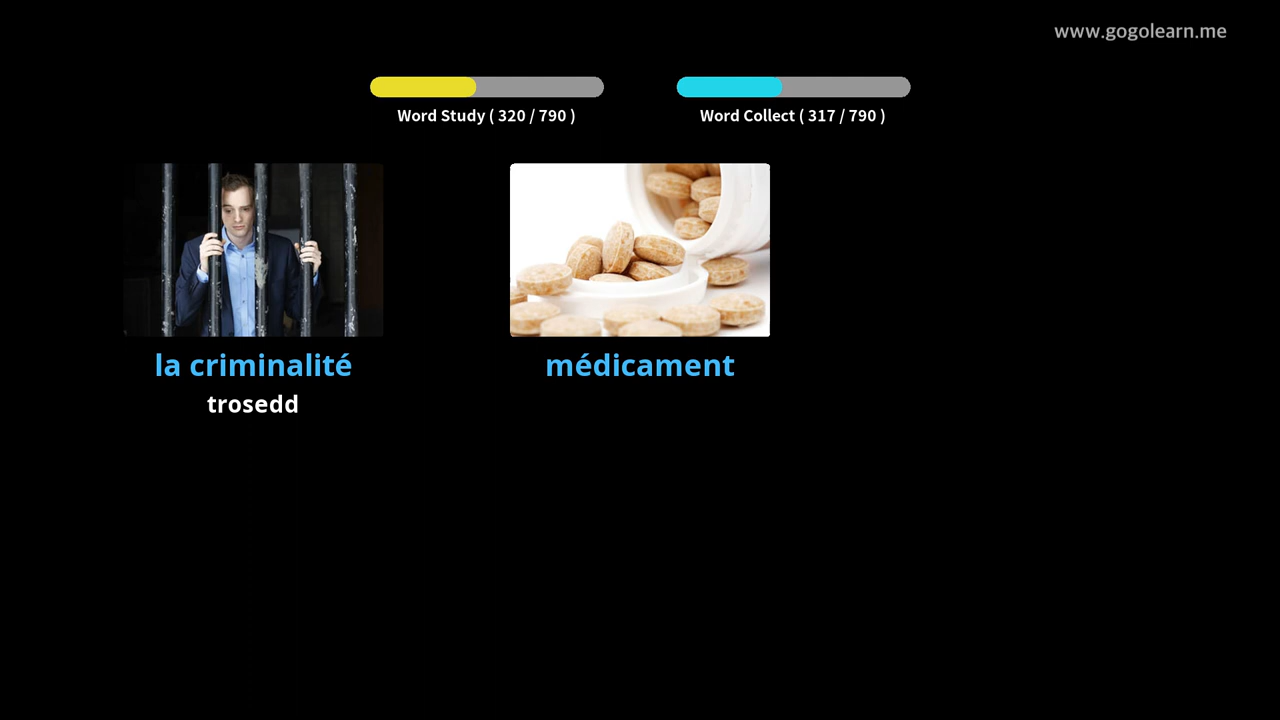 www.gogolearn.me
Word Study ( 320 / 790 )
Word Collect ( 317 / 790 )
la criminalité
trosedd
médicament